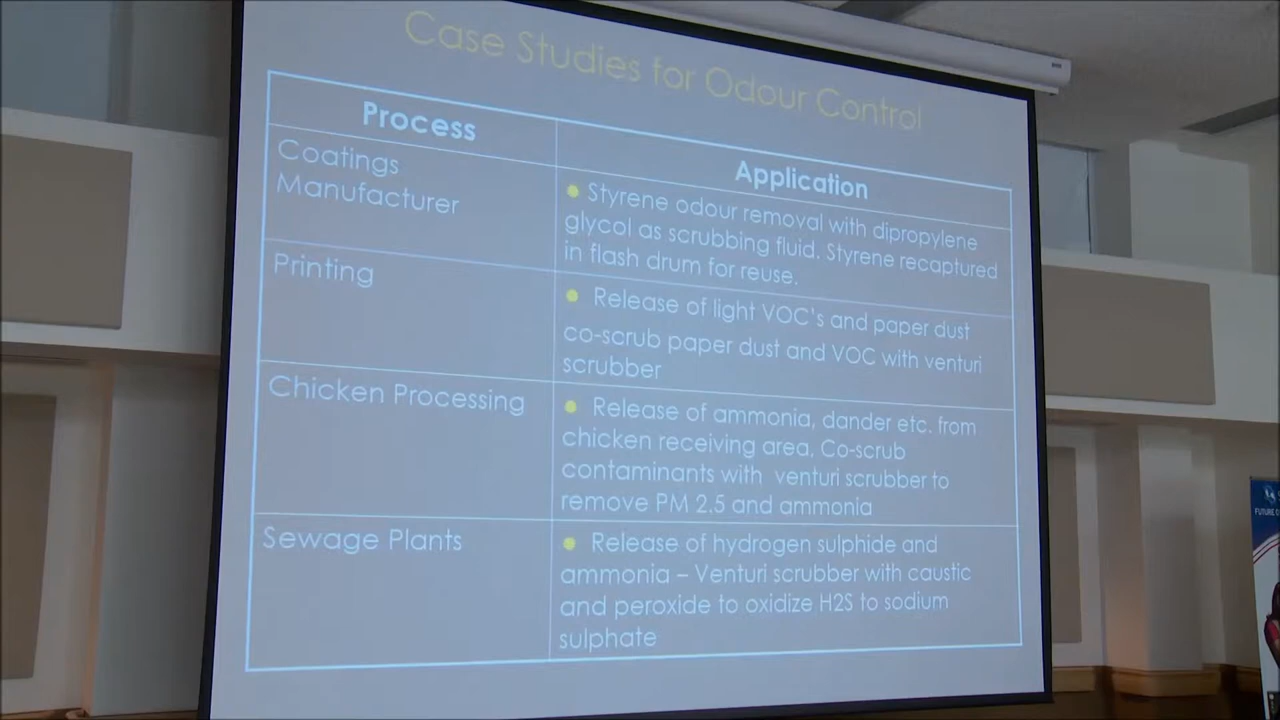 Case Studies for Odour Control
Process
Application
Coatings
Manufacturer
Styrene odour removal with dipropylene
glycol as scrubbing fluid. Styrene recaptured
in flash drum for reuse.
Printing
Release of light VOC's and paper dust
co-scrub paper dust and VOC with venturi
scrubber
Chicken Processing
Release of ammonia, dander etc. from
chicken receiving area. Co-scrub
contaminants with venturi scrubber to
remove PM 2.5 and ammonia
Sewage Plants
Release of hydrogen sulphide and
ammonia – Venturi scrubber with caustic
and peroxide to oxidize H2S to sodium
sulphate
FUTURE